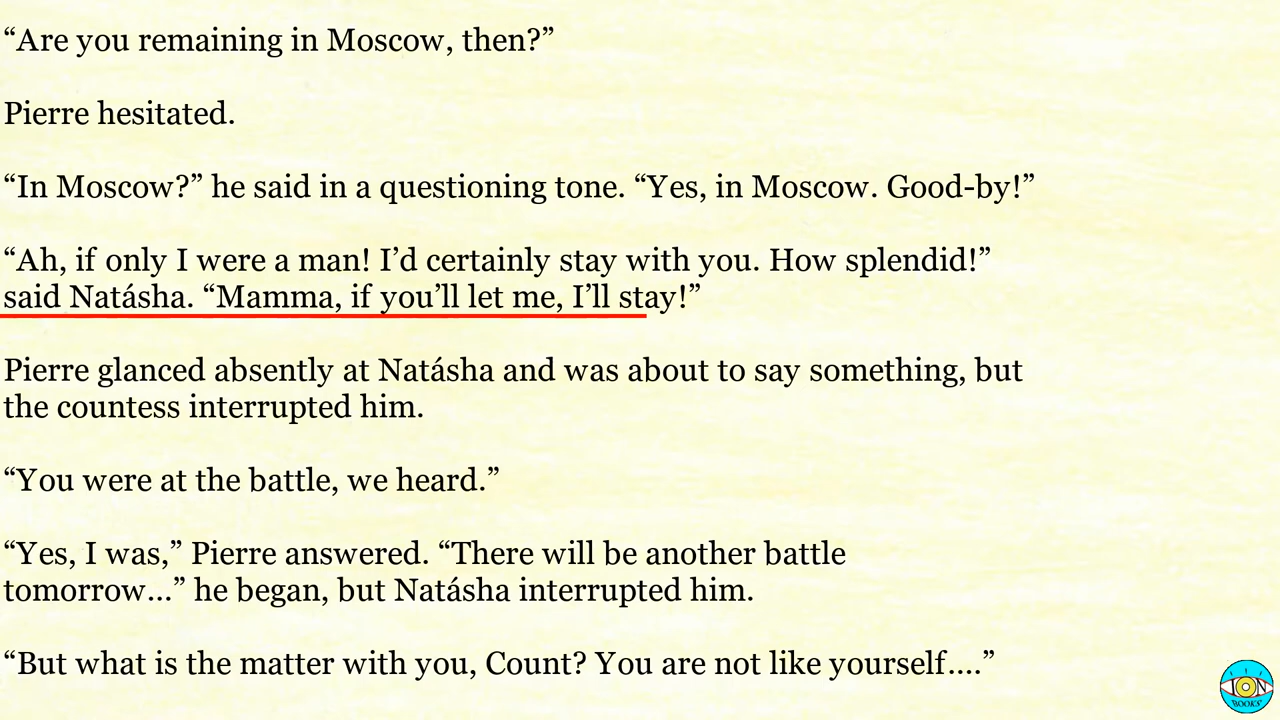 “Are you remaining in Moscow, then?”
Pierre hesitated.
“In Moscow?” he said in a questioning tone. “Yes, in Moscow. Good-by!”
“Ah, if only I were a man! I’d certainly stay with you. How splendid!”
said Natásha. “Mamma, if you’ll let me, I’ll stay!”
Pierre glanced absently at Natásha and was about to say something, but
the countess interrupted him.
“You were at the battle, we heard.”
“Yes, I was,” Pierre answered. “There will be another battle
tomorrow...” he began, but Natásha interrupted him.
“But what is the matter with you, Count? You are not like yourself....”
ION
BOOKS